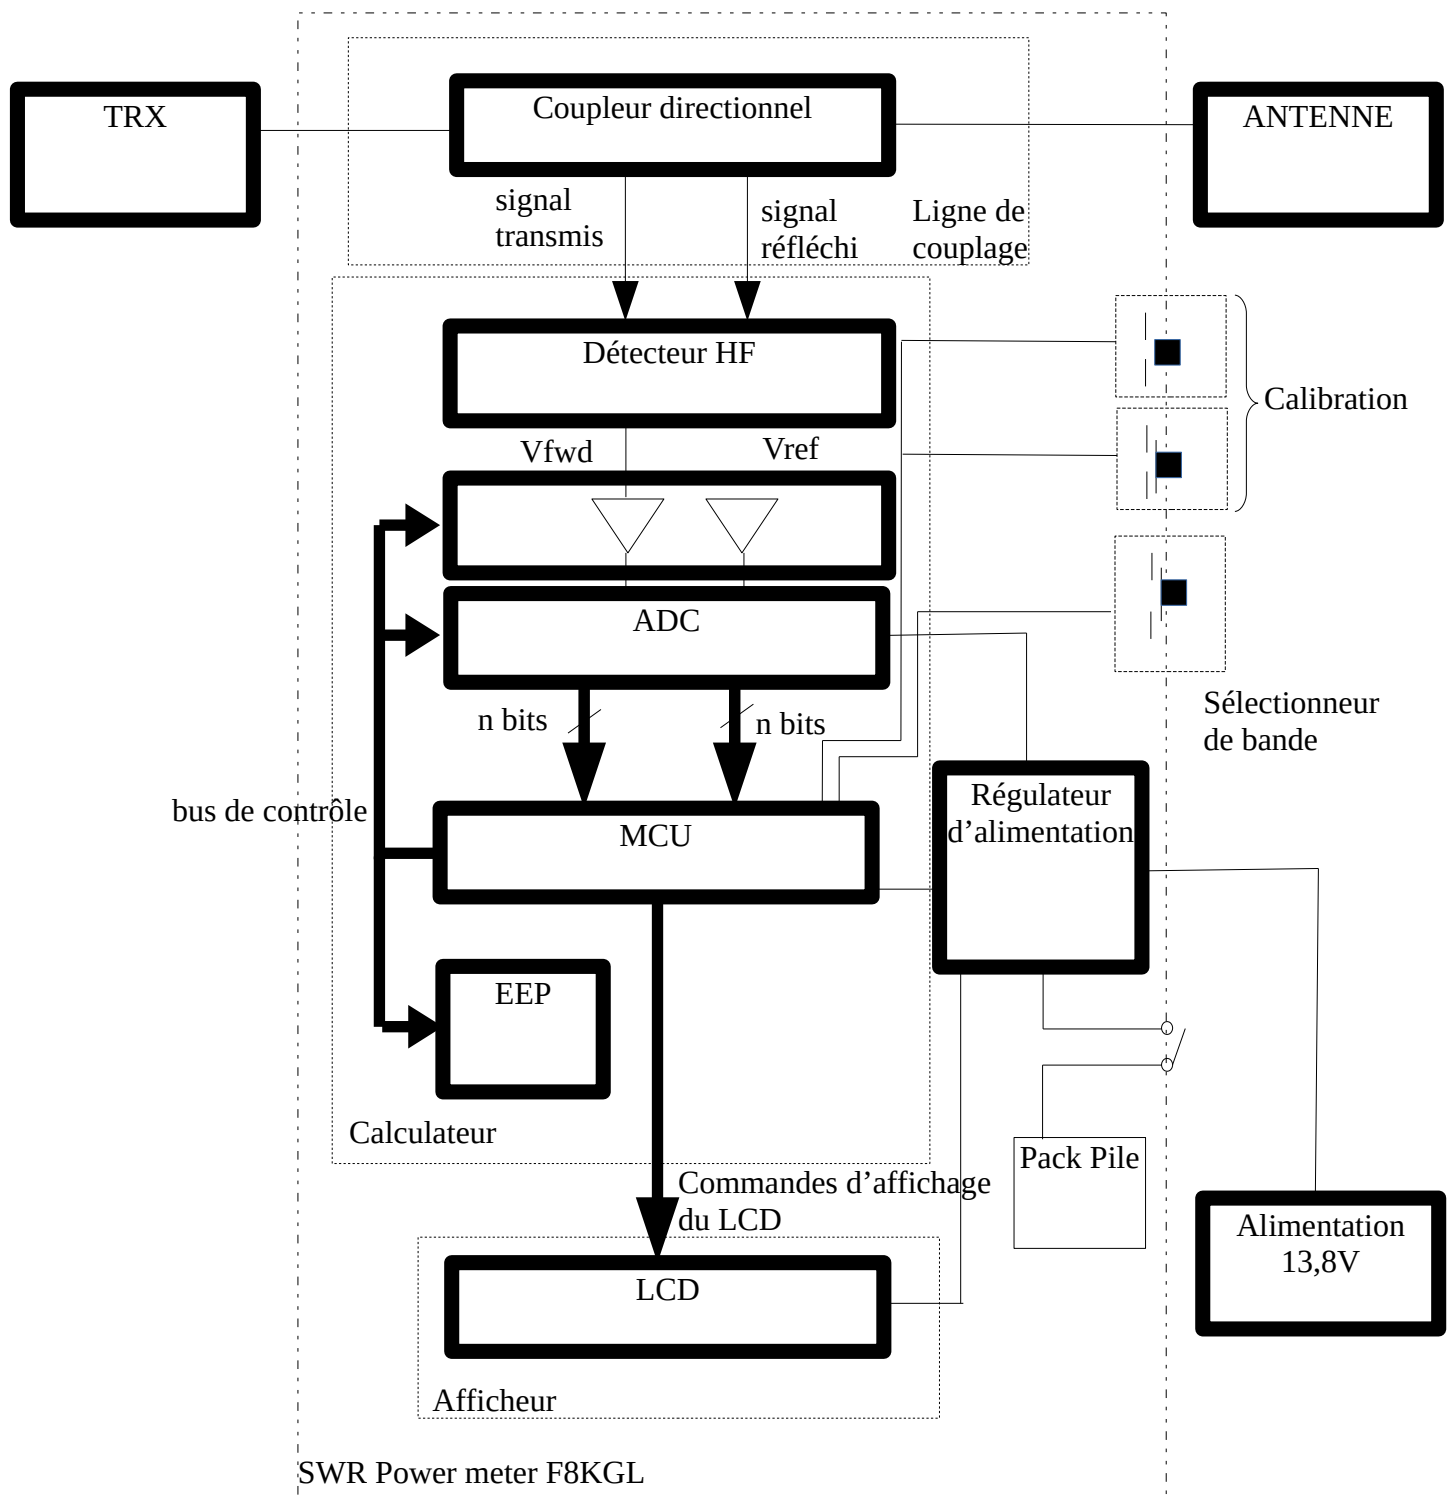 TRX
Coupleur directionnel
ANTENNE
signal
transmis
signal
réfléchi
Ligne de
couplage
Détecteur HF
Calibration
Vfwd
Vref
ADC
Sélectionneur
de bande
n bits
n bits
Régulateur
d’alimentation
bus de contrôle
MCU
EEP
Calculateur
Pack Pile
Commandes d’affichage
du LCD
Alimentation
13,8V
LCD
Afficheur
SWR Power meter F8KGL